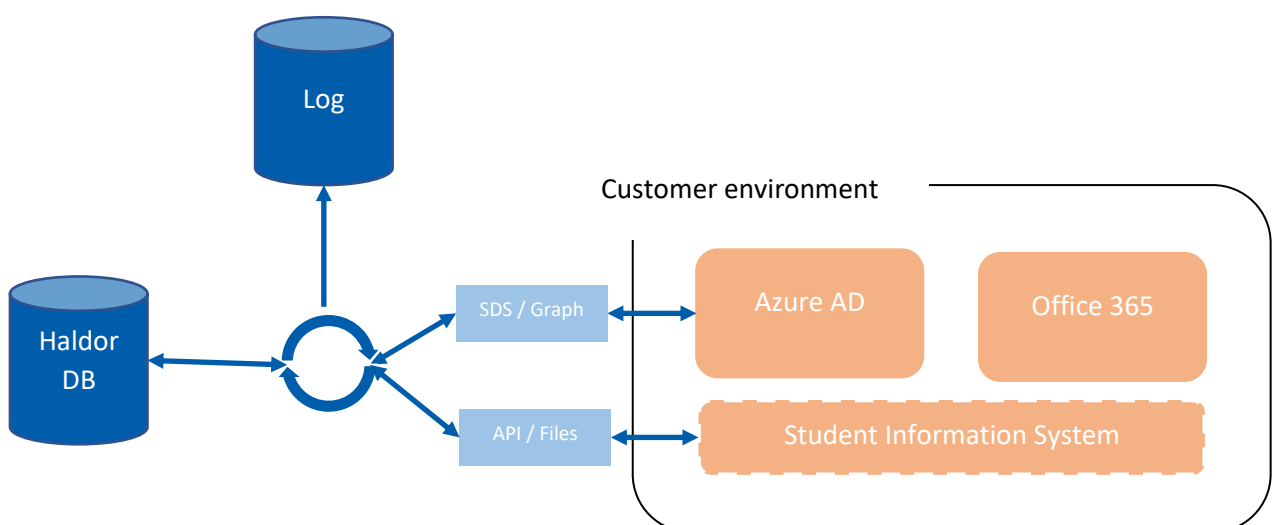 Log
Customer environment
Haldor
DB
SDS / Graph
Azure AD
Office 365
API / Files
Student Information System